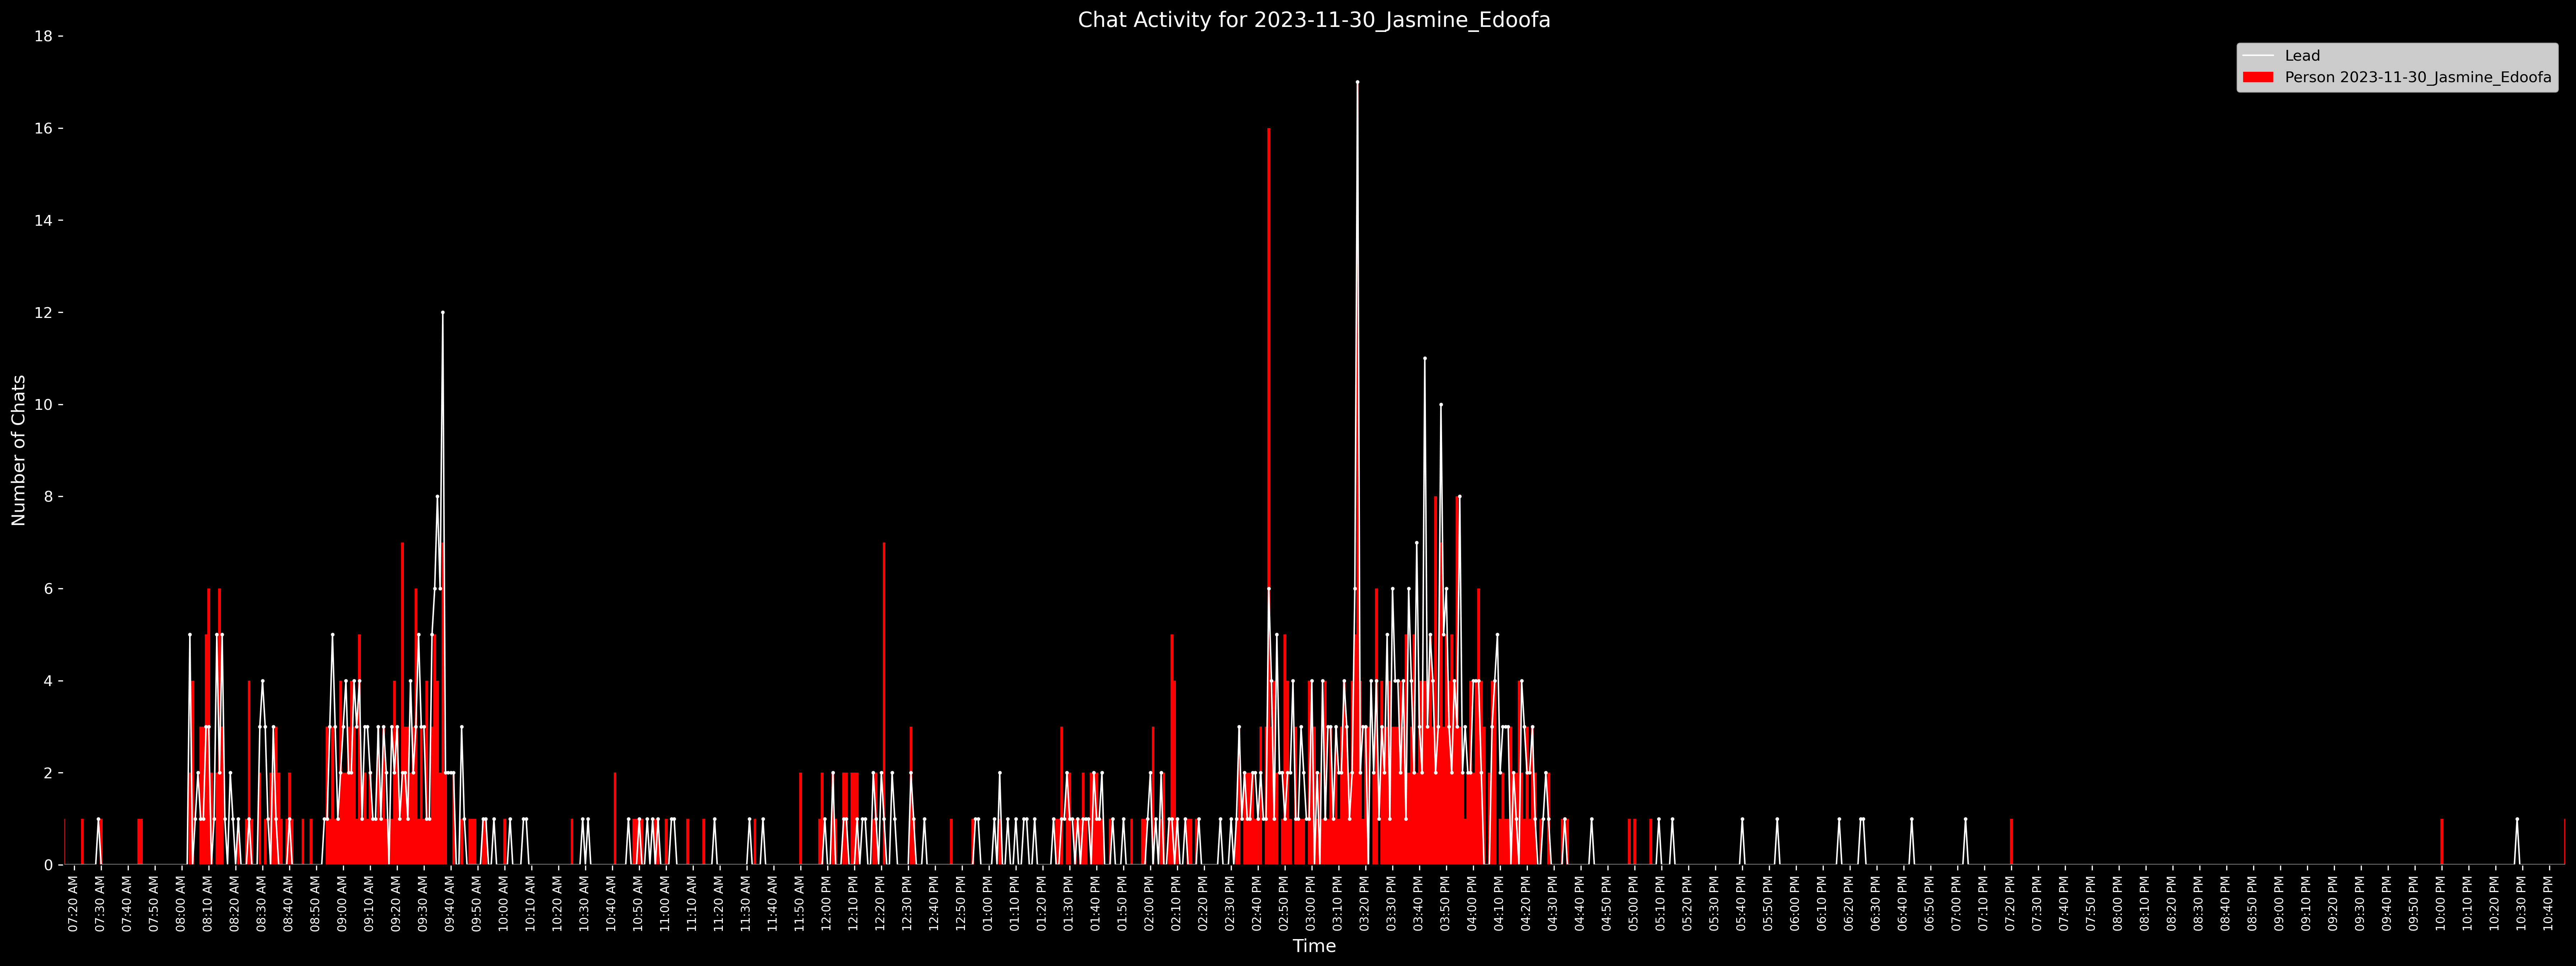 Chat Activity for 2023-11-30_Jasmine_Edoofa
Lead
Person 2023-11-30_Jasmine_Edoofa
Number of Chats
18
16
14
12
10
8
6
4
2
0
07:20 AM
07:30 AM
07:40 AM
07:50 AM
08:00 AM
08:10 AM
08:20 AM
08:30 AM
08:40 AM
08:50 AM
09:00 AM
09:10 AM
09:20 AM
09:30 AM
09:40 AM
09:50 AM
10:00 AM
10:10 AM
10:20 AM
10:30 AM
10:40 AM
10:50 AM
11:00 AM
11:10 AM
11:20 AM
11:30 AM
11:40 AM
11:50 AM
12:00 PM
12:10 PM
12:20 PM
12:30 PM
12:40 PM
12:50 PM
01:00 PM
01:10 PM
01:20 PM
01:30 PM
01:40 PM
01:50 PM
02:00 PM
02:10 PM
02:20 PM
02:30 PM
02:40 PM
02:50 PM
03:00 PM
03:10 PM
03:20 PM
03:30 PM
03:40 PM
03:50 PM
04:00 PM
04:10 PM
04:20 PM
04:30 PM
04:40 PM
04:50 PM
05:00 PM
05:10 PM
05:20 PM
05:30 PM
05:40 PM
05:50 PM
06:00 PM
06:10 PM
06:20 PM
06:30 PM
06:40 PM
06:50 PM
07:00 PM
07:10 PM
07:20 PM
07:30 PM
07:40 PM
07:50 PM
08:00 PM
08:10 PM
08:20 PM
08:30 PM
08:40 PM
08:50 PM
09:00 PM
09:10 PM
09:20 PM
09:30 PM
09:40 PM
09:50 PM
10:00 PM
10:10 PM
10:20 PM
10:30 PM
10:40 PM
Time